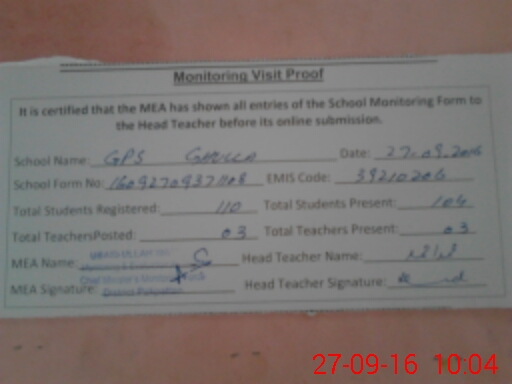 Monitoring Visit Proof
It is certified that the MEA has shown all entries of the School Monitoring Form to
the Head Teacher before its online submission.
School Name: GPS Date: 27.09.2016
School Form No: EMIS Code: 39210206
Total Students Registered: 110 Total Students Present: 104
Total TeachersPosted: 03 Total Teachers Present: 03
MEA Name: Head Teacher Name:
MEA Signature: Head Teacher Signature:
27-09-16 10:04